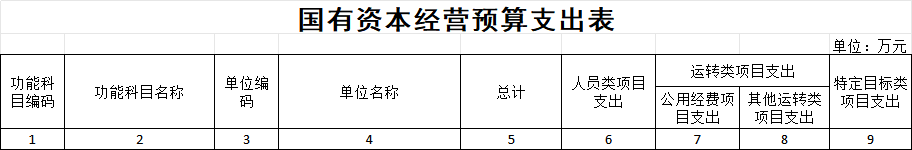 国有资本经营预算支出表
单位：万元
功能科目编码 功能科目名称 单位编码 单位名称 总计 人员类项目支出 运转类项目支出 特定目标类项目支出
公用经费项目支出 其他运转类项目支出
1 2 3 4 5 6 7 8 9